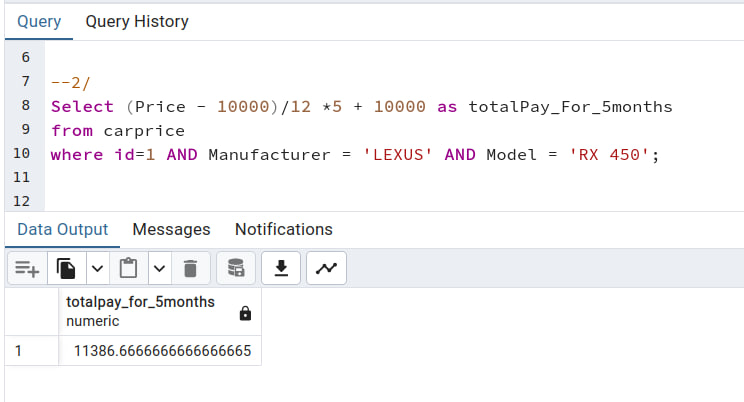 Query Query History
6
7 --2/
8 Select (Price - 10000)/12 *5 + 10000 as totalPay_For_5months
9 from carprice
10 where id=1 AND Manufacturer = 'LEXUS' AND Model = 'RX 450';
11
12
Data Output Messages Notifications
totalpay_for_5months
numeric
1 11386.6666666666666665